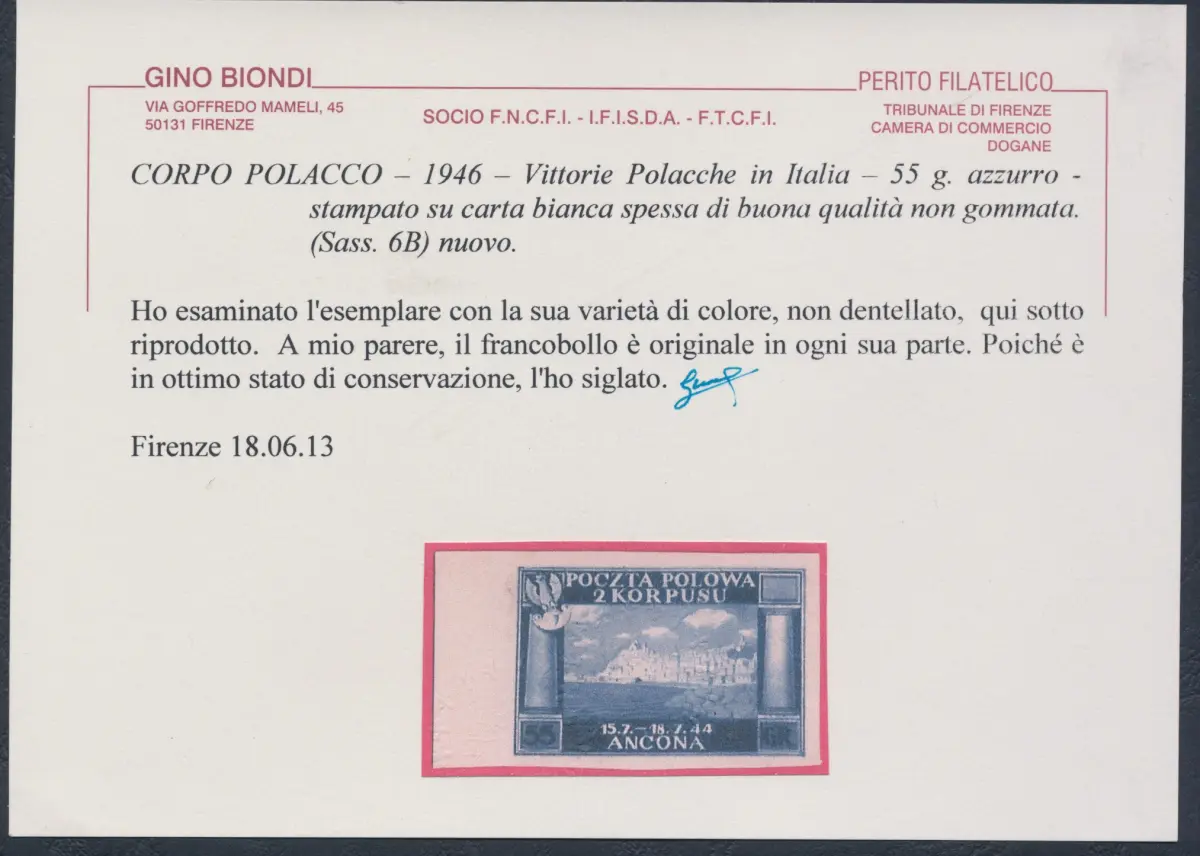 GINO BIONDI
PERITO FILATELICO
VIA GOFFREDO MAMELI, 45
50131 FIRENZE
SOCIO F.N.C.F.I. - I.F.I.S.D.A. - F.T.C.F.I.
TRIBUNALE DI FIRENZE
CAMERA DI COMMERCIO
DOGANE
CORPO POLACCO – 1946 – Vittorie Polacche in Italia – 55 g. azzurro -
stampato su carta bianca spessa di buona qualità non gommata.
(Sass. 6B) nuovo.
Ho esaminato l'esemplare con la sua varietà di colore, non dentellato, qui sotto
riprodotto. A mio parere, il francobollo è originale in ogni sua parte. Poiché è
in ottimo stato di conservazione, l'ho siglato.
Firenze 18.06.13
POCZTA POLOWA
2 KORPUSU
15.7.–18.7.44
55 GR
ANCONA